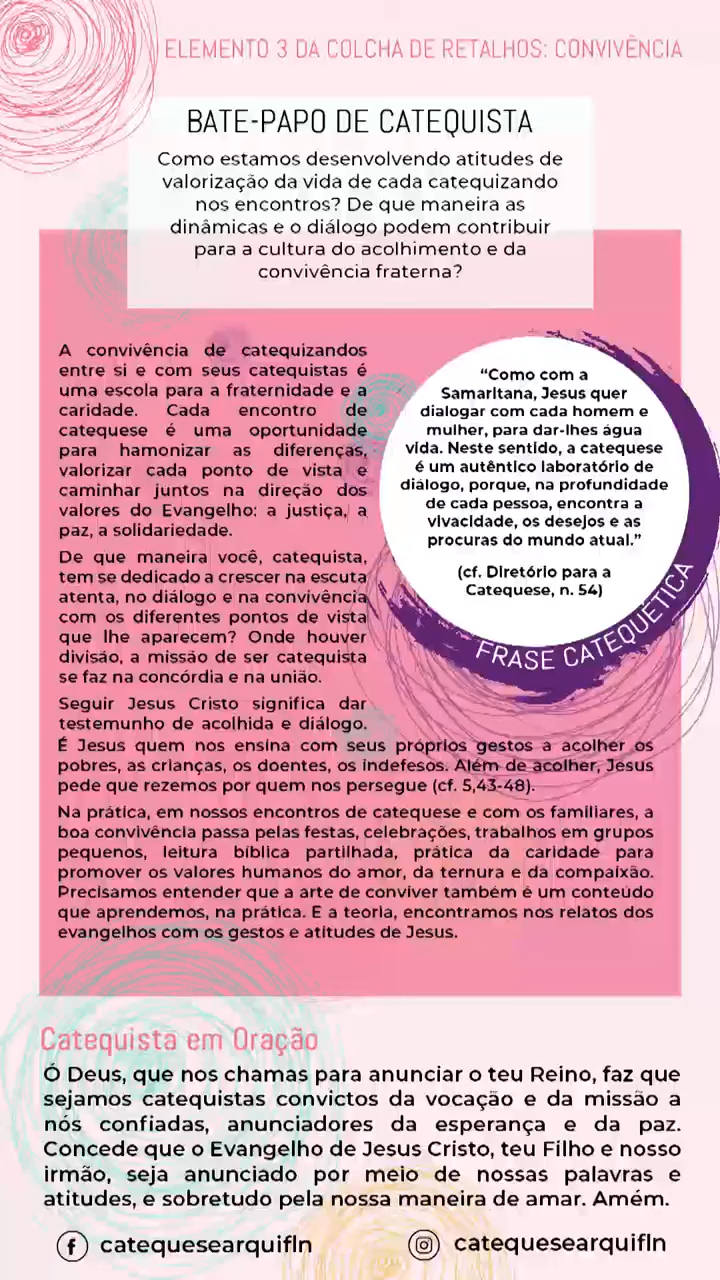 ELEMENTO 3 DA COLCHA DE RETALHOS: CONVIVÊNCIA
BATE-PAPO DE CATEQUISTA
Como estamos desenvolvendo atitudes de
valorização da vida de cada catequizando
nos encontros? De que maneira as
dinâmicas e o diálogo podem contribuir
para a cultura do acolhimento e da
convivência fraterna?
A convivência de catequizandos
entre si e com seus catequistas é
uma escola para a fraternidade e a
caridade. Cada encontro de
catequese é uma oportunidade
para hamonizar as diferenças,
valorizar cada ponto de vista e
caminhar juntos na direção dos
valores do Evangelho: a justiça, a
paz, a solidariedade.
De que maneira você, catequista,
tem se dedicado a crescer na escuta
atenta, no diálogo e na convivência
com os diferentes pontos de vista
que lhe aparecem? Onde houver
divisão, a missão de ser catequista
se faz na concórdia e na união.
Seguir Jesus Cristo significa dar
testemunho de acolhida e diálogo.
É Jesus quem nos ensina com seus próprios gestos a acolher os
pobres, as crianças, os doentes, os indefesos. Além de acolher, Jesus
pede que rezemos por quem nos persegue (cf. 5,43-48).
Na prática, em nossos encontros de catequese e com os familiares, a
boa convivência passa pelas festas, celebrações, trabalhos em grupos
pequenos, leitura bíblica partilhada, prática da caridade para
promover os valores humanos do amor, da ternura e da compaixão.
Precisamos entender que a arte de conviver também é um conteúdo
que aprendemos, na prática. E a teoria, encontramos nos relatos dos
evangelhos com os gestos e atitudes de Jesus.
“Como com a
Samaritana, Jesus quer
dialogar com cada homem e
mulher, para dar-lhes água
vida. Neste sentido, a catequese
é um autêntico laboratório de
diálogo, porque, na profundidade
de cada pessoa, encontra a
vivacidade, os desejos e as
procuras do mundo atual.”
(cf. Diretório para a
Catequese, n. 54)
FRASE CATEQUÉTICA
Catequista em Oração
Ó Deus, que nos chamas para anunciar o teu Reino, faz que
sejamos catequistas convictos da vocação e da missão a
nós confiadas, anunciadores da esperança e da paz.
Concede que o Evangelho de Jesus Cristo, teu Filho e nosso
irmão, seja anunciado por meio de nossas palavras e
atitudes, e sobretudo pela nossa maneira de amar. Amém.
catequesearquifln
catequesearquifln